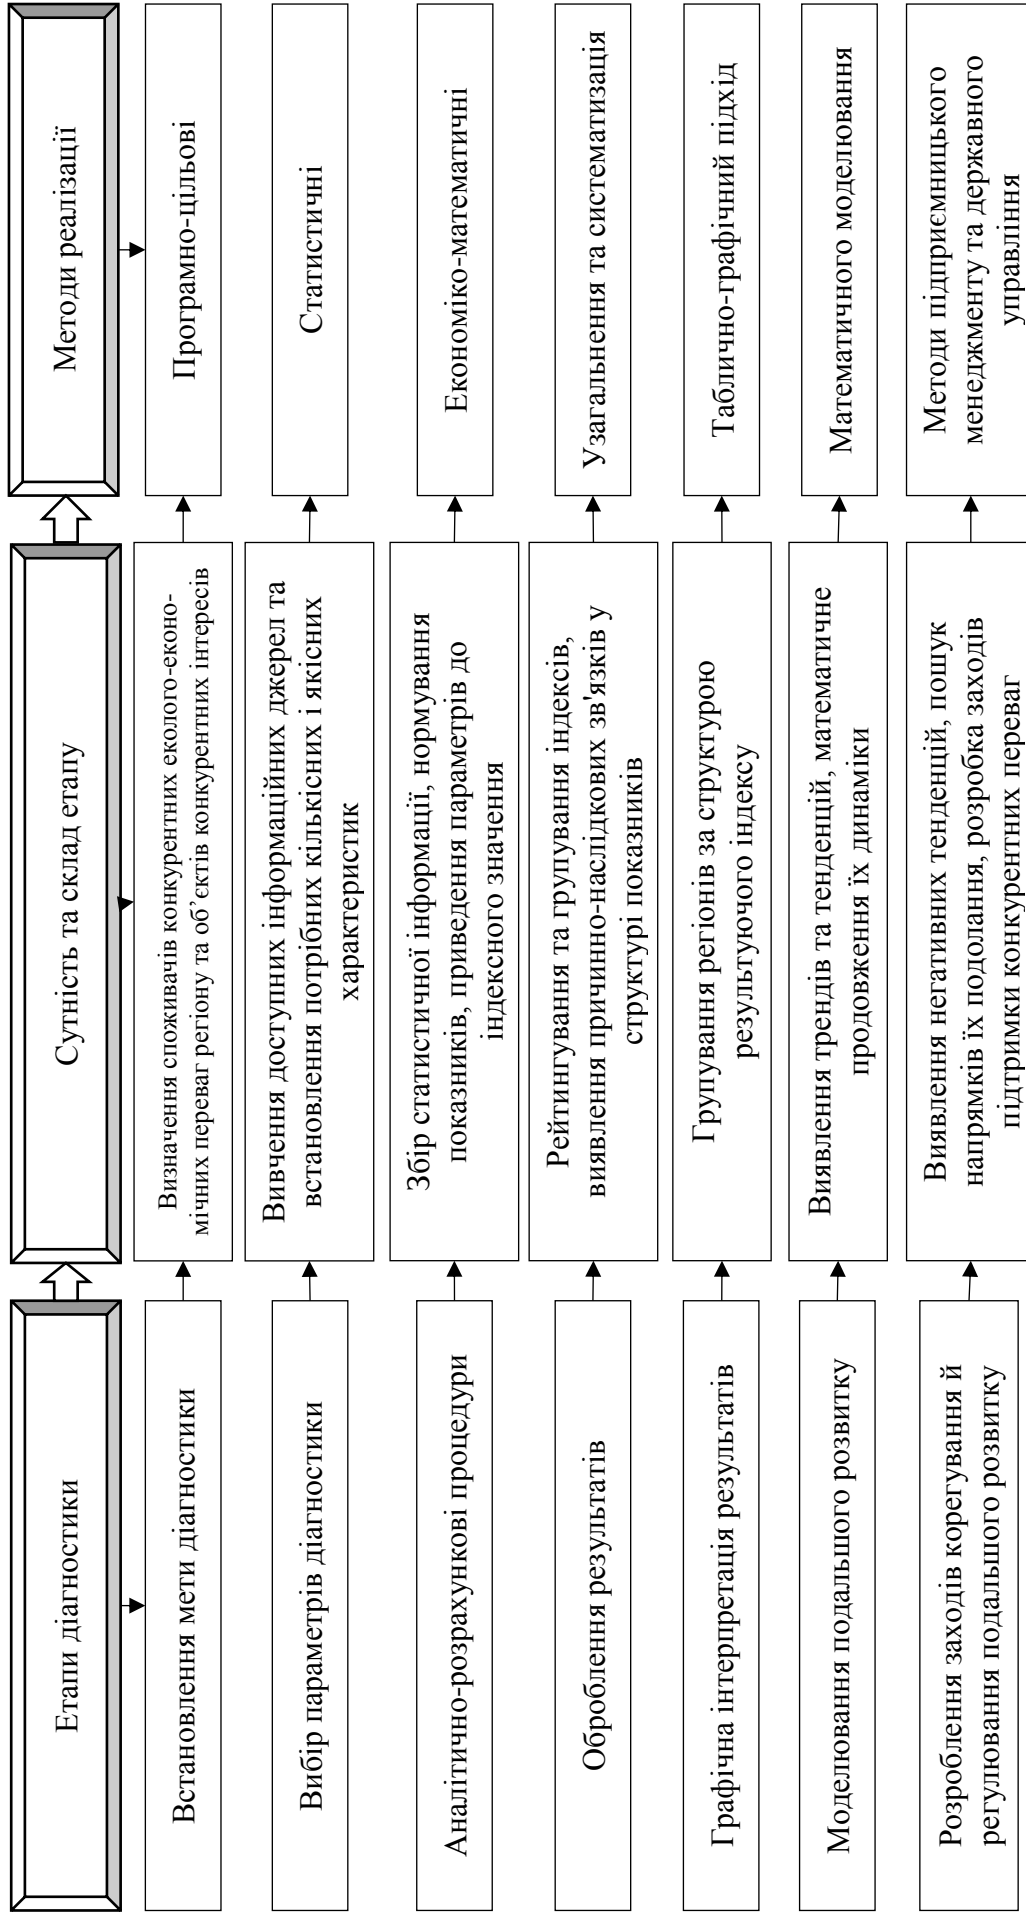 Етапи діагностики
Сутність та склад етапу
Методи реалізації
Встановлення мети діагностики
Визначення споживачів конкурентних еколого-еконо-
мічних переваг регіону та об’єктів конкурентних інтересів
Програмно-цільові
Вибір параметрів діагностики
Вивчення доступних інформаційних джерел та
встановлення потрібних кількісних і якісних
характеристик
Статистичні
Аналітично-розрахункові процедури
Збір статистичної інформації, нормування
показників, приведення параметрів до
індексного значення
Економіко-математичні
Оброблення результатів
Рейтингування та групування індексів,
виявлення причинно-наслідкових зв'язків у
структурі показників
Узагальнення та систематизація
Графічна інтерпретація результатів
Групування регіонів за структурою
результуючого індексу
Таблично-графічний підхід
Моделювання подальшого розвитку
Виявлення трендів та тенденцій, математичне
продовження їх динаміки
Математичного моделювання
Розроблення заходів корегування й
регулювання подальшого розвитку
Виявлення негативних тенденцій, пошук
напрямків їх подолання, розробка заходів
підтримки конкурентних переваг
Методи підприємницького
менеджменту та державного
управління